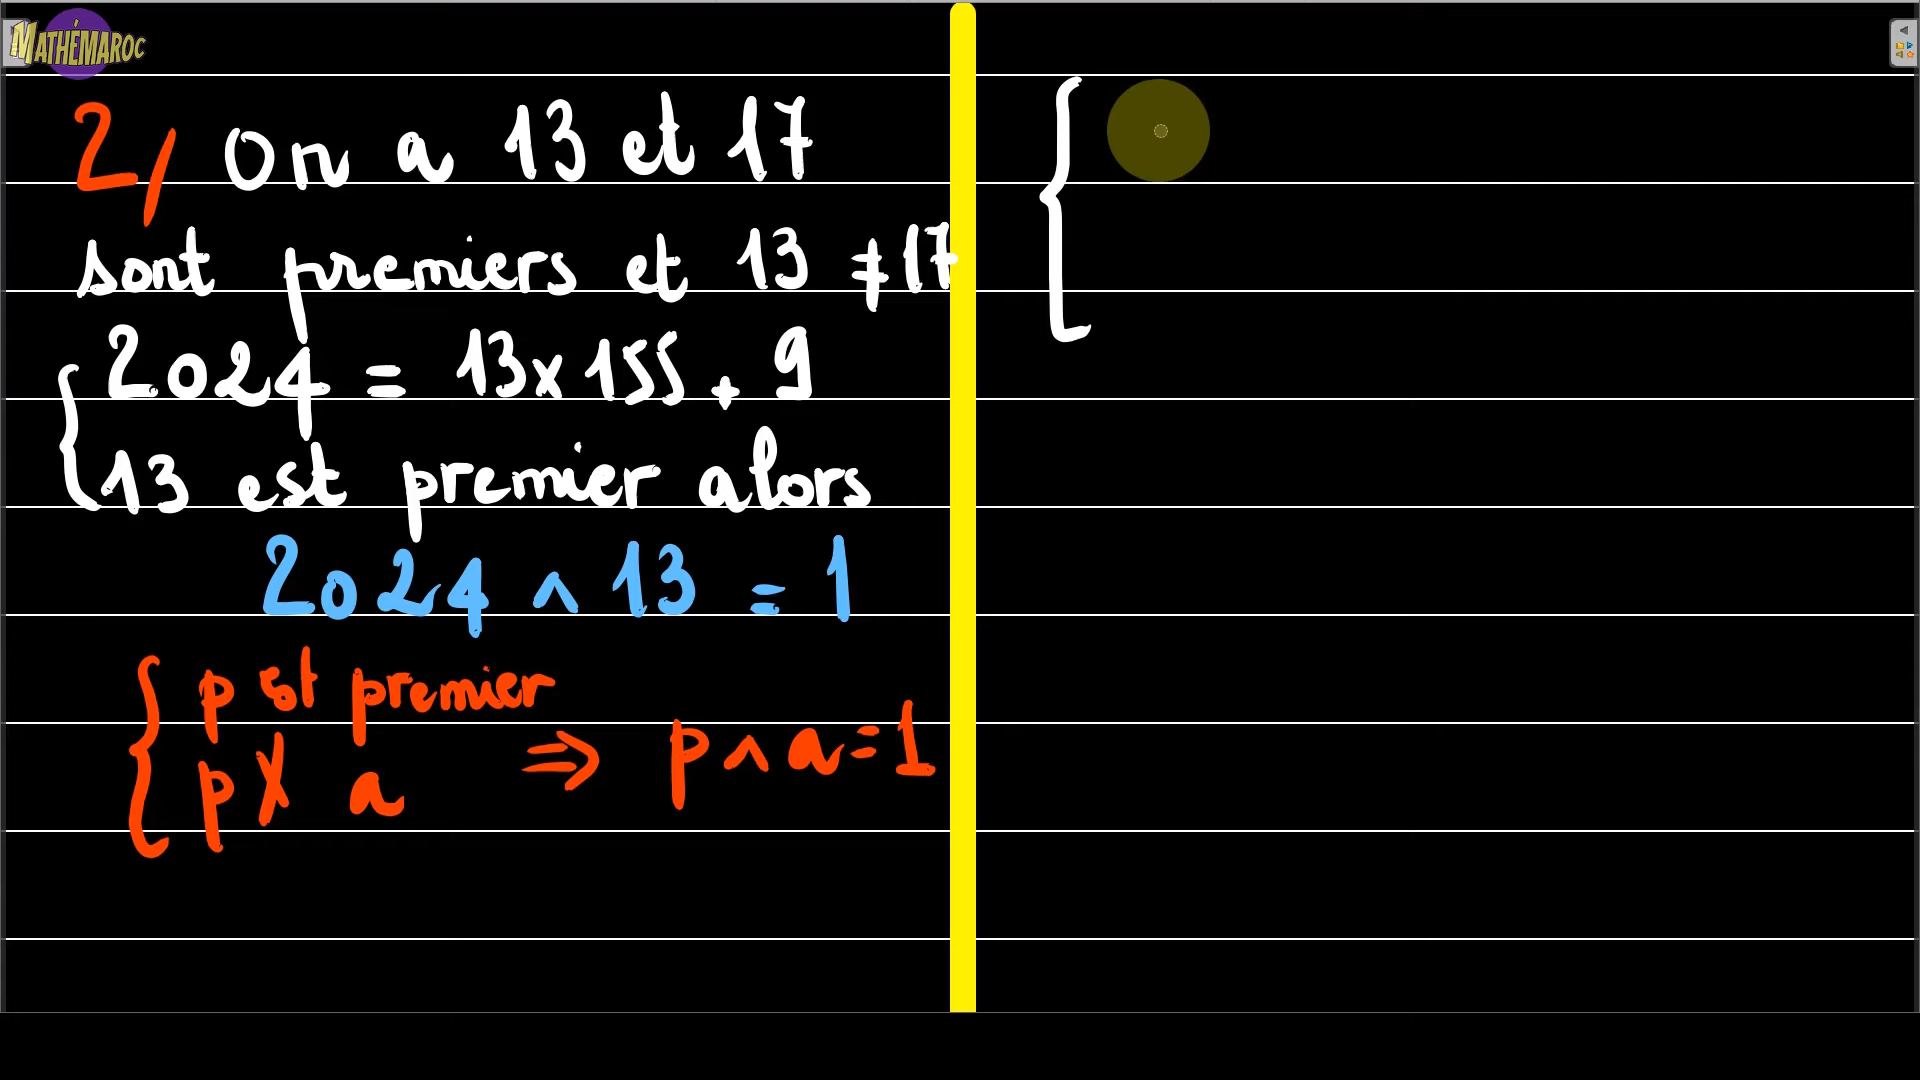 MATHÉMAROC
2/ On a 13 et 17
sont premiers et 13 ≠ 17
2024 = 13 x 155 + 9
13 est premier alors
2024 ∧ 13 = 1
p est premier
p ∤ a ⇒ p ∧ a = 1